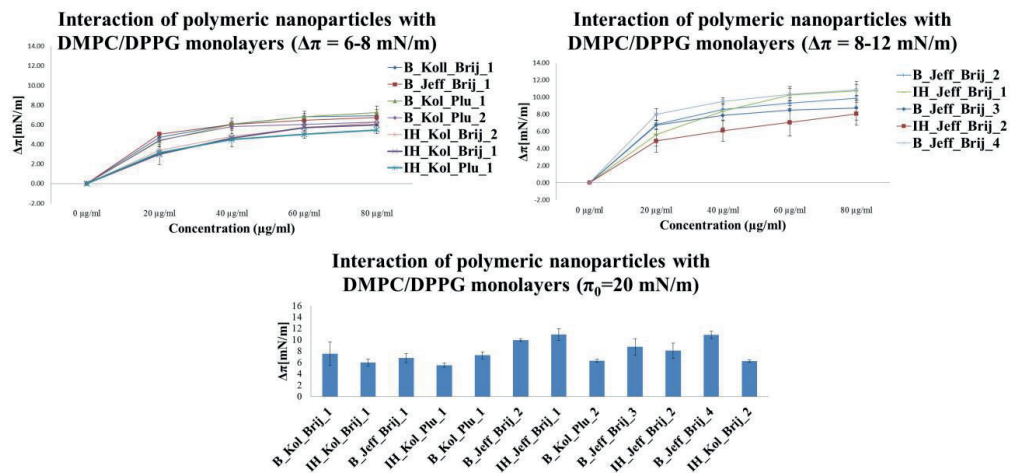 Interaction of polymeric nanoparticles with
DMPC/DPPG monolayers (Δπ = 6-8 mN/m)
Δπ[mN/m]
14.00
12.00
10.00
8.00
6.00
4.00
2.00
0.00
-2.00
0 µg/ml
20 µg/ml
40 µg/ml
60 µg/ml
80 µg/ml
Concentration (µg/ml)
B_Koll_Brij_1
B_Jeff_Brij_1
B_Kol_Plu_1
B_Kol_Plu_2
IH_Kol_Brij_2
IH_Kol_Brij_1
IH_Kol_Plu_1
Interaction of polymeric nanoparticles with
DMPC/DPPG monolayers (Δπ = 8-12 mN/m)
Δπ[mN/m]
14.00
12.00
10.00
8.00
6.00
4.00
2.00
0.00
-2.00
0 µg/ml
20 µg/ml
40 µg/ml
60 µg/ml
80 µg/ml
Concentration (µg/ml)
B_Jeff_Brij_2
IH_Jeff_Brij_1
B_Jeff_Brij_3
IH_Jeff_Brij_2
B_Jeff_Brij_4
Interaction of polymeric nanoparticles with
DMPC/DPPG monolayers (π₀=20 mN/m)
Δπ[mN/m]
16
14
12
10
8
6
4
2
0
B_Kol_Brij_1
IH_Kol_Brij_1
B_Jeff_Brij_1
IH_Kol_Plu_1
B_Kol_Plu_1
B_Jeff_Brij_2
IH_Jeff_Brij_1
B_Kol_Plu_2
B_Jeff_Brij_3
IH_Jeff_Brij_2
B_Jeff_Brij_4
IH_Kol_Brij_2